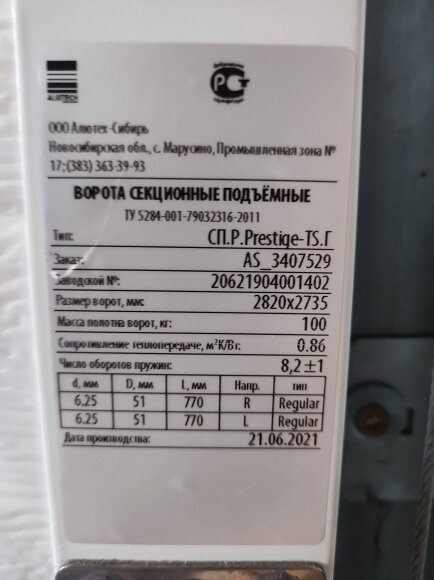 ALUTECH
РСТ
ООО Алютех-Сибирь
Новосибирская обл., с. Марусино, Промышленная зона №
17; (383) 363-39-93
ВОРОТА СЕКЦИОННЫЕ ПОДЪЁМНЫЕ
ТУ 5284-001-79032316-2011
Тип: СП.Р.Prestige-TS.Г
Заказ: AS_3407529
Заводской №: 20621904001402
Размер ворот, мм: 2820x2735
Масса полотна ворот, кг: 100
Сопротивление теплопередаче, м²К/Вт: 0.86
Число оборотов пружин: 8,2±1
d, мм D, мм L, мм Напр. тип
6.25 51 770 R Regular
6.25 51 770 L Regular
Дата производства: 21.06.2021